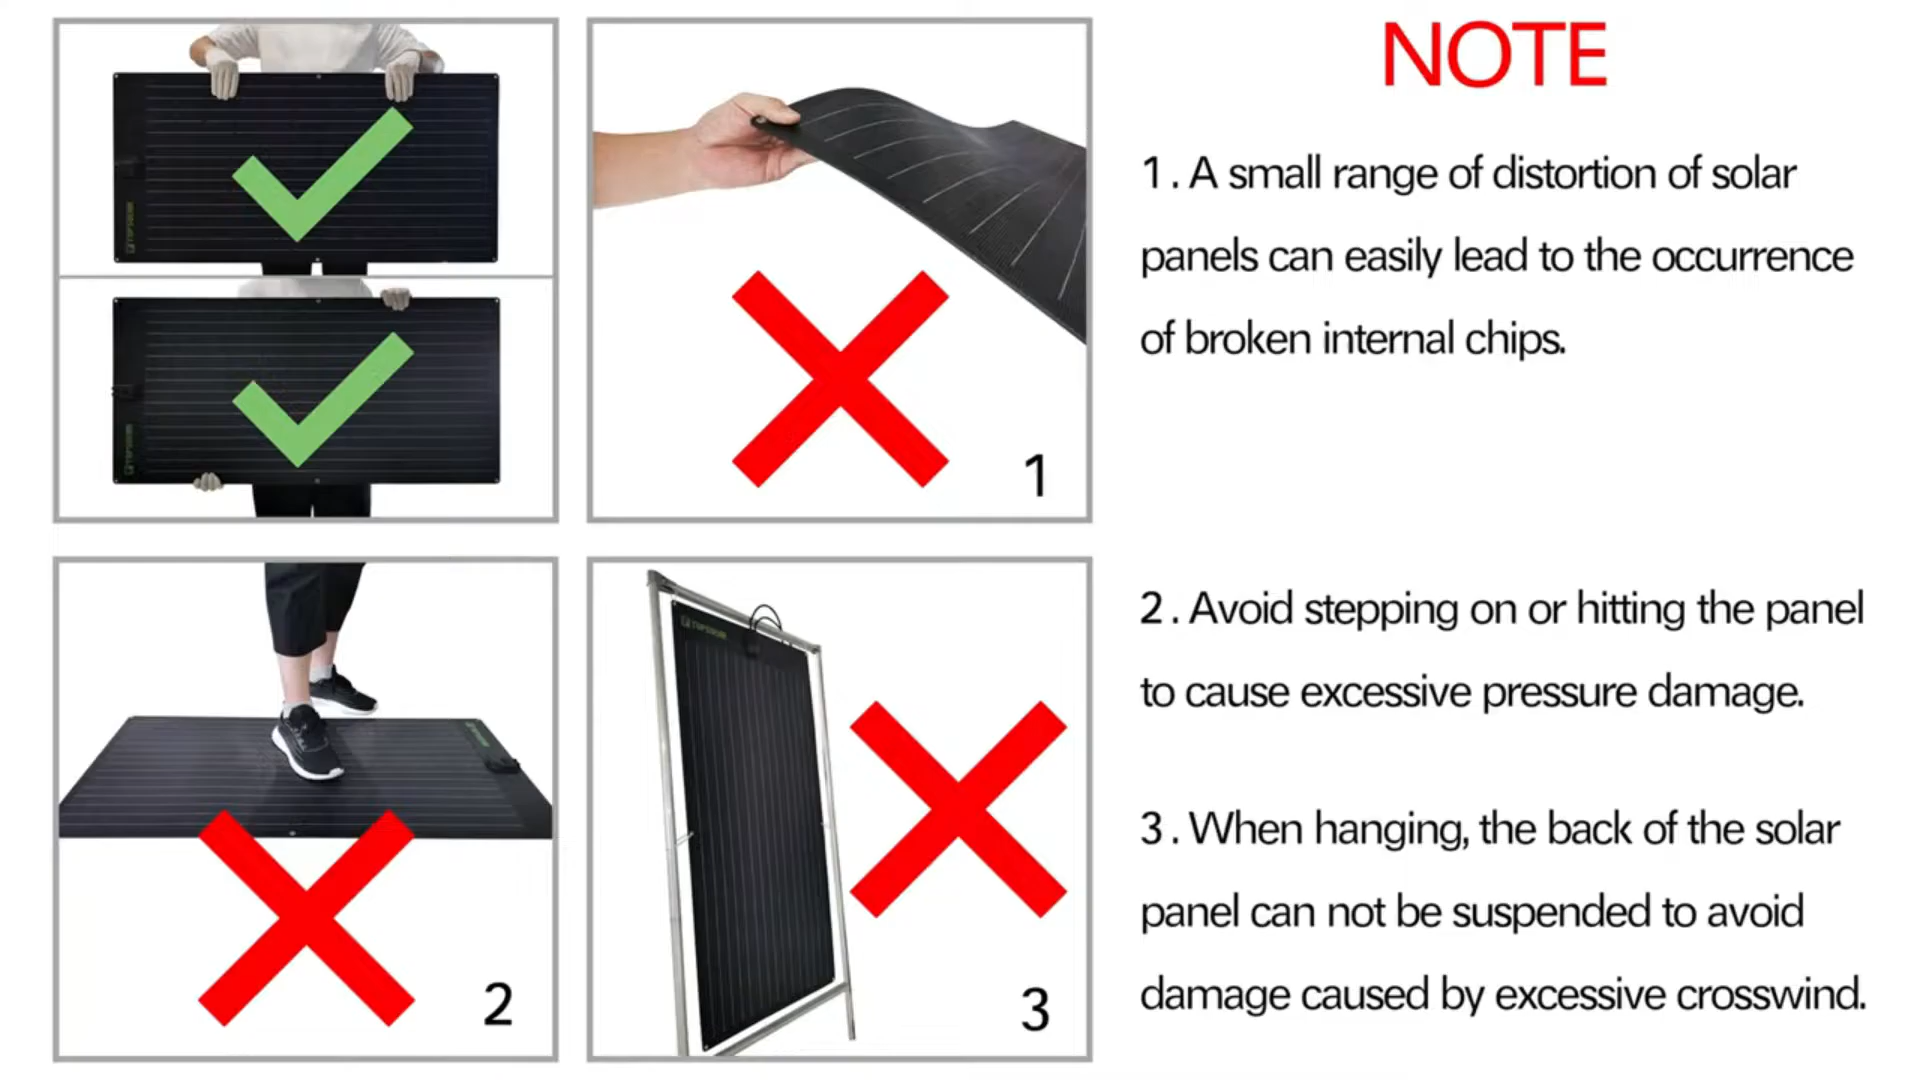 NOTE
1. A small range of distortion of solar
panels can easily lead to the occurrence
of broken internal chips.
1
2. Avoid stepping on or hitting the panel
to cause excessive pressure damage.
TOPSOLAR
3. When hanging, the back of the solar
panel can not be suspended to avoid
damage caused by excessive crosswind.
2
3